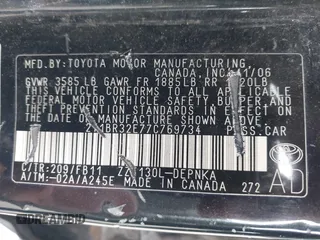 MFD.BY:TOYOTA MOTOR MANUFACTURING,
CANADA, INC. 11/06
GVWR 3585LB GAWR FR 1885LB RR 1820LB
THIS VEHICLE CONFORMS TO ALL APPLICABLE
FEDERAL MOTOR VEHICLE SAFETY, BUMPER,
AND THEFT PREVENTION STANDARDS
IN EFFECT ON THE DATE OF
MANUFACTURE SHOWN ABOVE.
2T1BR32E77C759734 PASS.CAR
C/TR:209/FB11 ZZE130L-DEPNKA
A/TM:-02A/A245E
MADE IN CANADA 272
AD